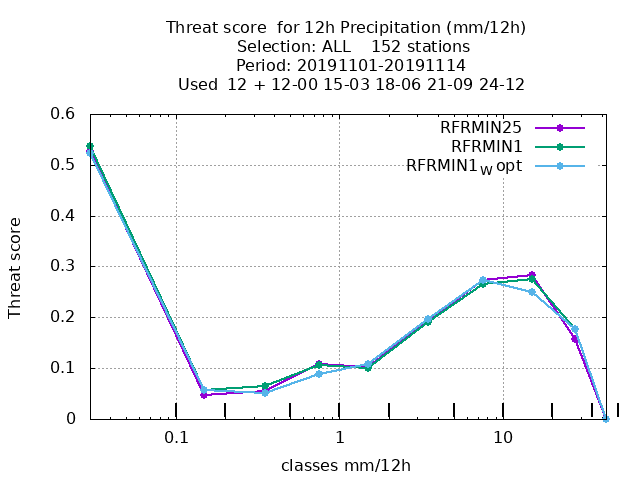 Threat score  for 12h Precipitation (mm/12h)
Selection: ALL    152 stations
Period: 20191101-20191114
Used  12 + 12-00 15-03 18-06 21-09 24-12
RFRMIN25
RFRMIN1
RFRMIN1W opt
Threat score
0.6
0.5
0.4
0.3
0.2
0.1
0
0.1 1 10
classes mm/12h